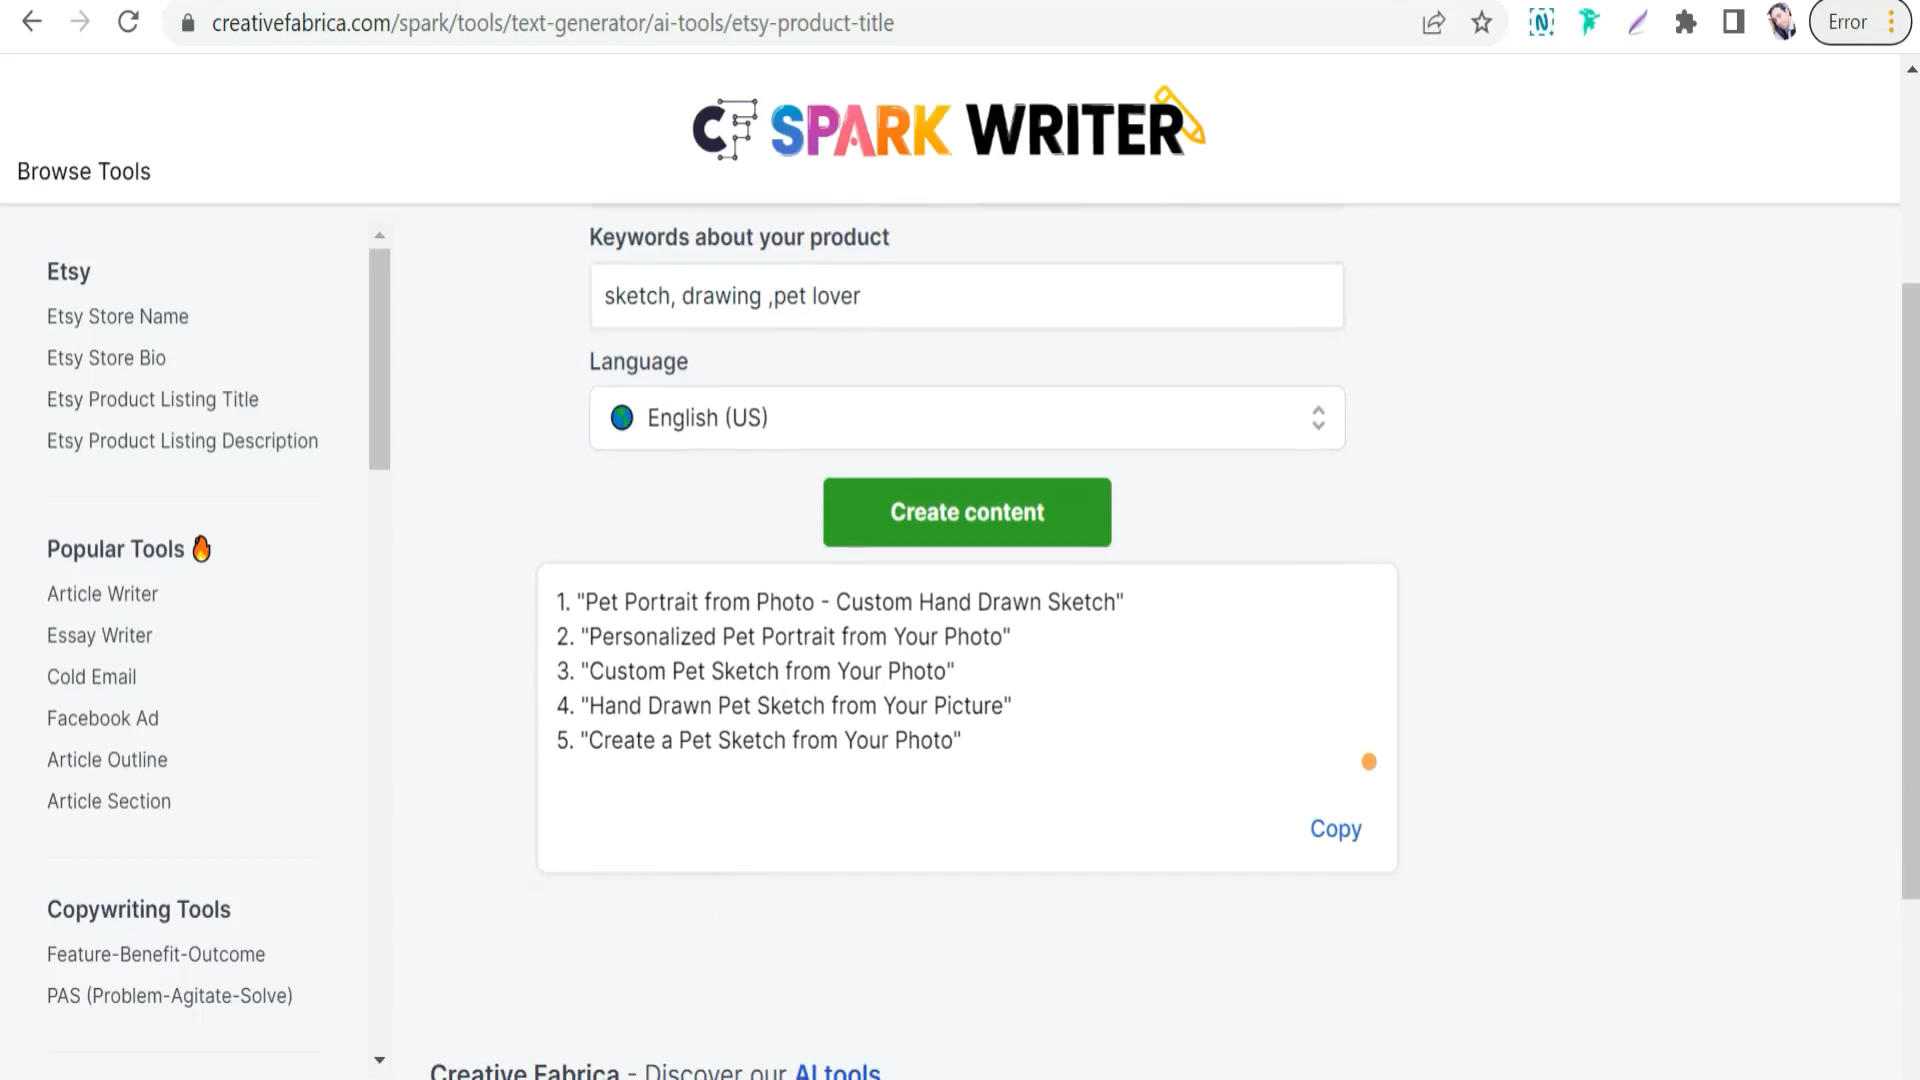 creativefabrica.com/spark/tools/text-generator/ai-tools/etsy-product-title
Error
CF SPARK WRITER
Browse Tools
Etsy
Etsy Store Name
Etsy Store Bio
Etsy Product Listing Title
Etsy Product Listing Description
Popular Tools 🔥
Article Writer
Essay Writer
Cold Email
Facebook Ad
Article Outline
Article Section
Copywriting Tools
Feature-Benefit-Outcome
PAS (Problem-Agitate-Solve)
Keywords about your product
sketch, drawing ,pet lover
Language
English (US)
Create content
1. "Pet Portrait from Photo - Custom Hand Drawn Sketch"
2. "Personalized Pet Portrait from Your Photo"
3. "Custom Pet Sketch from Your Photo"
4. "Hand Drawn Pet Sketch from Your Picture"
5. "Create a Pet Sketch from Your Photo"
Copy
Creative Fabrica - Discover our AI tools